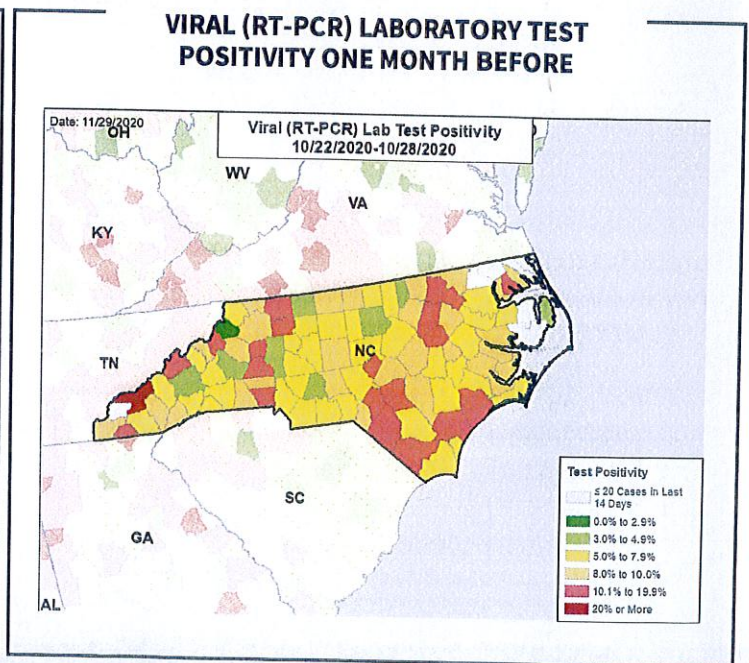 VIRAL (RT-PCR) LABORATORY TEST
POSITIVITY ONE MONTH BEFORE
Date: 11/29/2020
Viral (RT-PCR) Lab Test Positivity
10/22/2020-10/28/2020
OH
WV
VA
KY
TN
NC
SC
GA
AL
Test Positivity
≤ 20 Cases In Last
14 Days
0.0% to 2.9%
3.0% to 4.9%
5.0% to 7.9%
8.0% to 10.0%
10.1% to 19.9%
20% or More